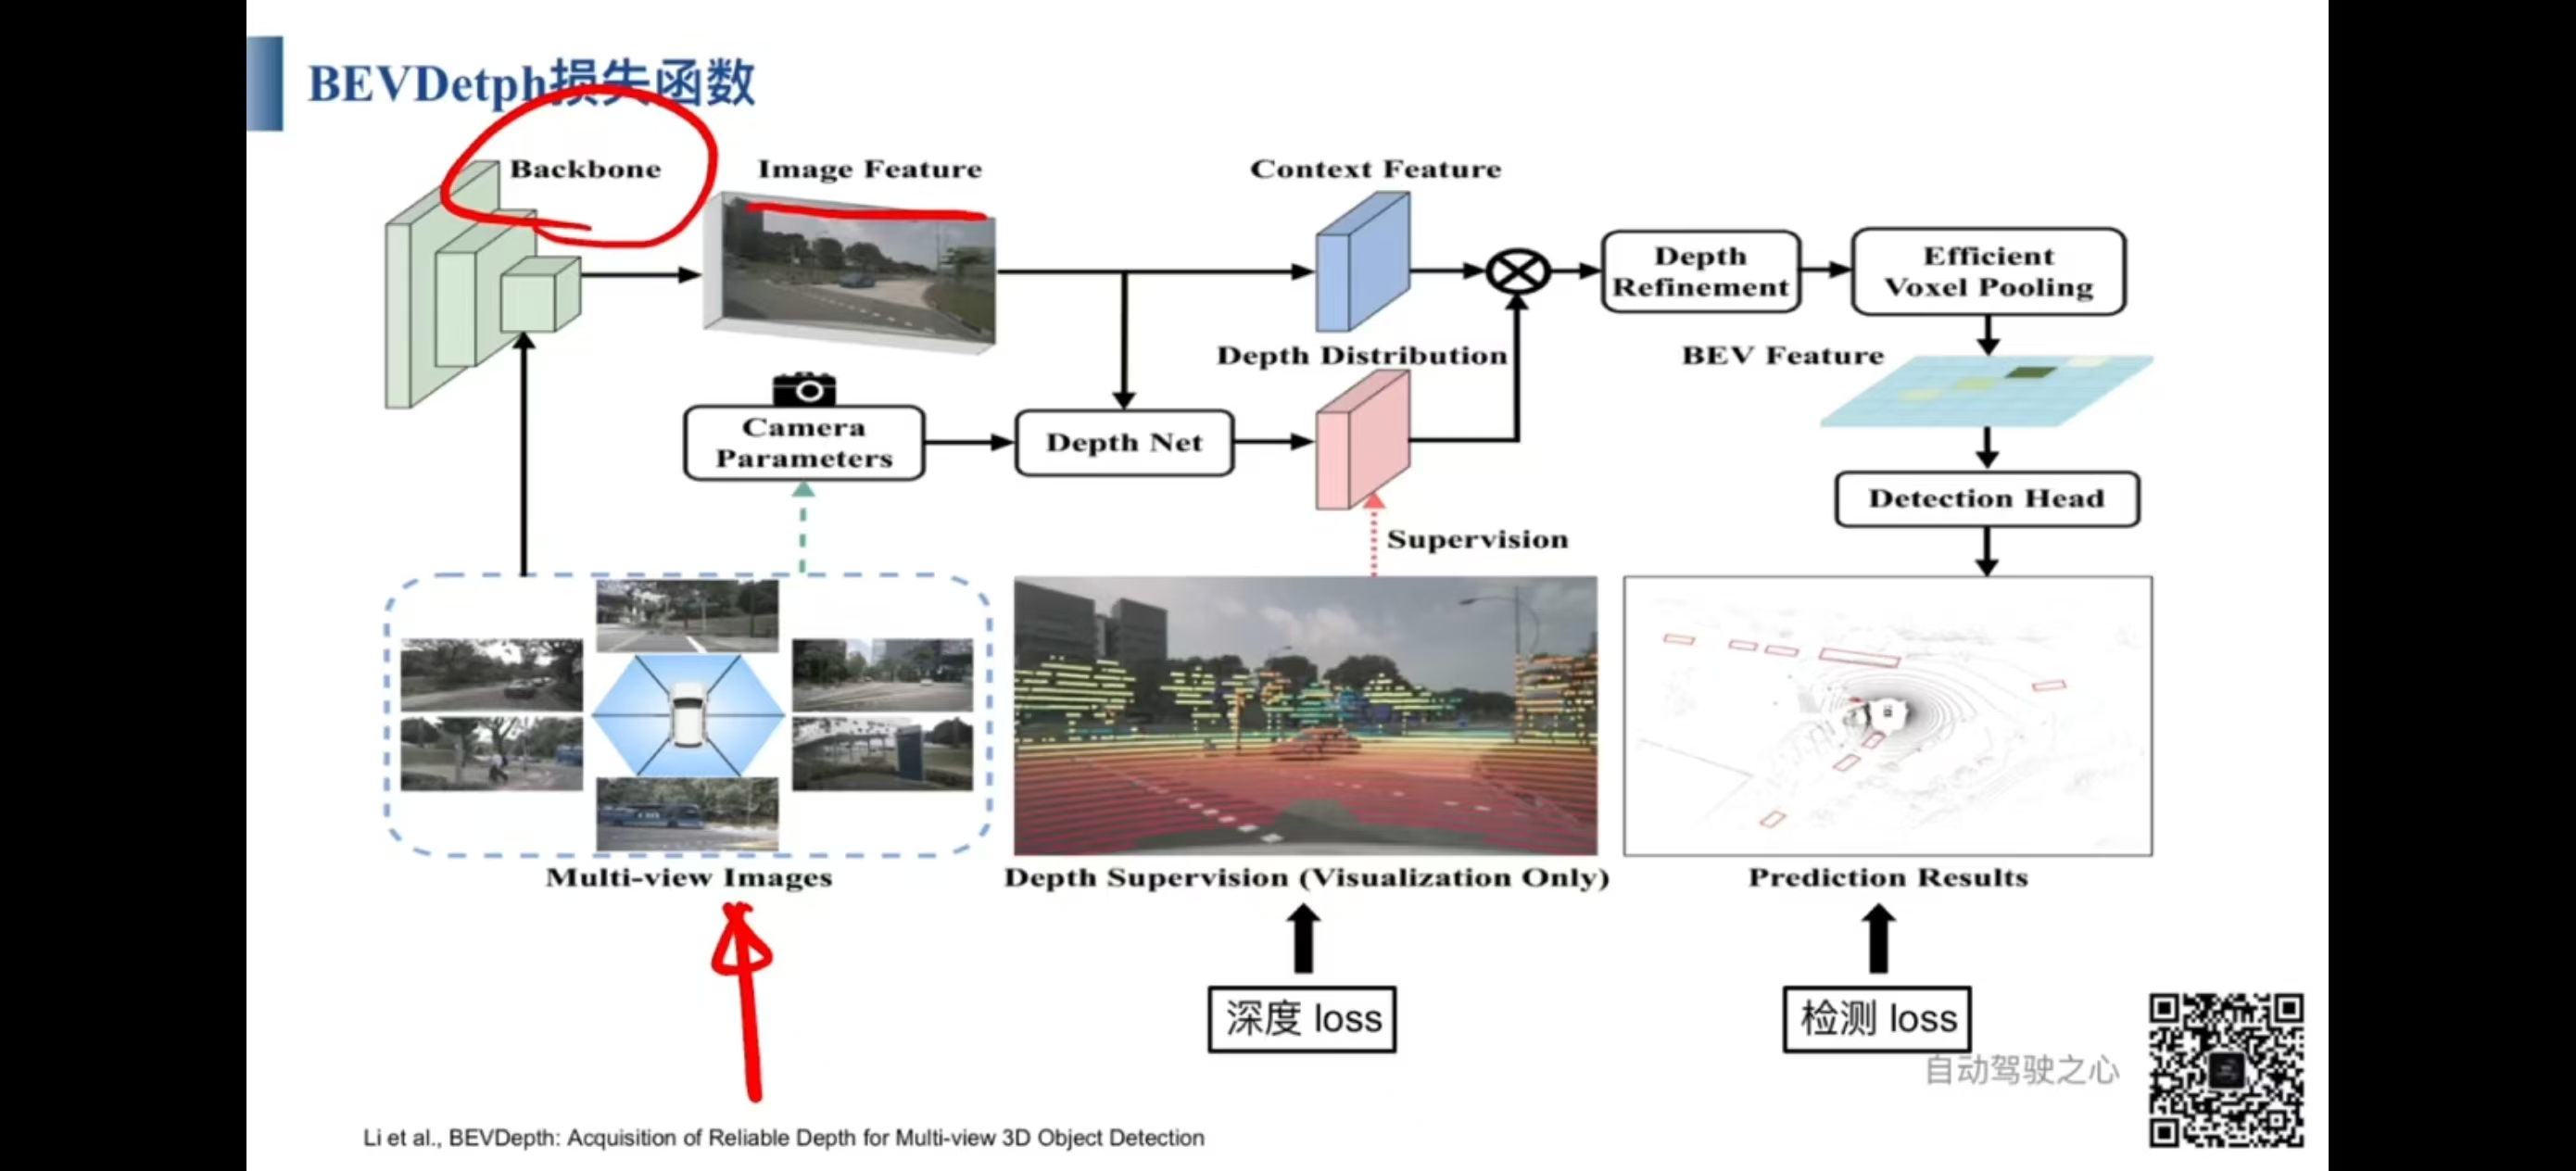 BEVDetph损失函数
Backbone
Image Feature
Context Feature
Depth
Refinement
Efficient
Voxel Pooling
Depth Distribution
BEV Feature
Camera
Parameters
Depth Net
Detection Head
Supervision
Multi-view Images
Depth Supervision (Visualization Only)
Prediction Results
深度 loss
检测 loss
自动驾驶之心
Li et al., BEVDepth: Acquisition of Reliable Depth for Multi-view 3D Object Detection